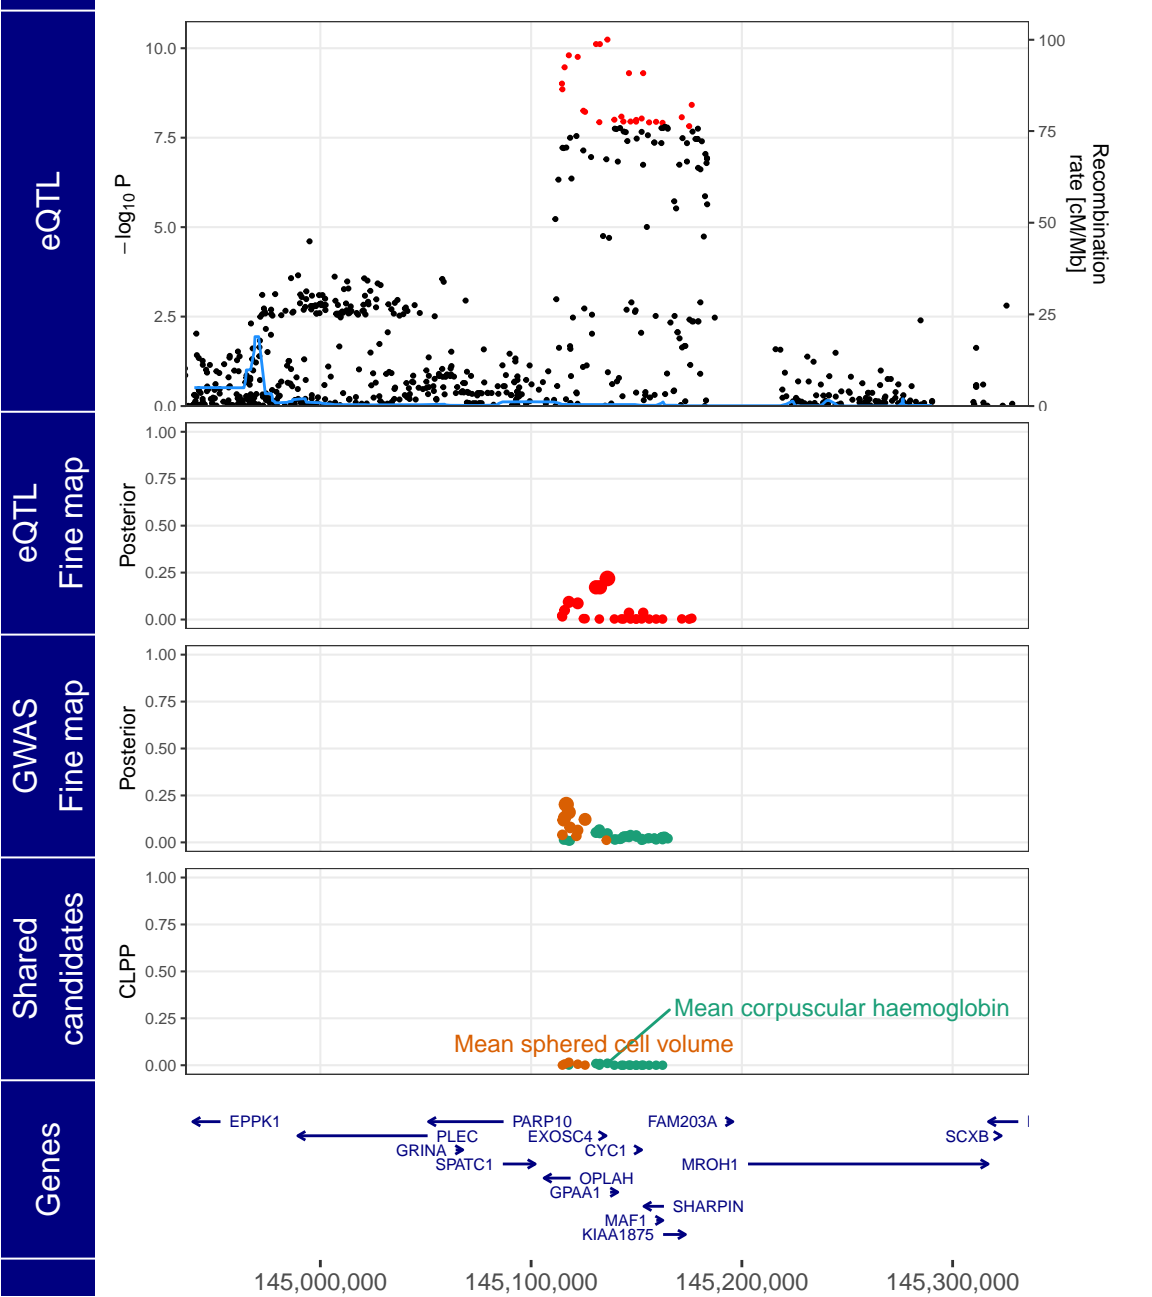 eQTL
−log10 P
10.0
7.5
5.0
2.5
0.0
100
75
50
25
0
Recombination
rate [cM/Mb]
eQTL
Fine map
Posterior
1.00
0.75
0.50
0.25
0.00
GWAS
Fine map
Posterior
1.00
0.75
0.50
0.25
0.00
Shared
candidates
CLPP
1.00
0.75
0.50
0.25
0.00
Mean corpuscular haemoglobin
Mean sphered cell volume
Genes
EPPK1
PARP10
FAM203A
PLEC
EXOSC4
SCXB
GRINA
CYC1
SPATC1
MROH1
OPLAH
GPAA1
SHARPIN
MAF1
KIAA1875
145,000,000
145,100,000
145,200,000
145,300,000